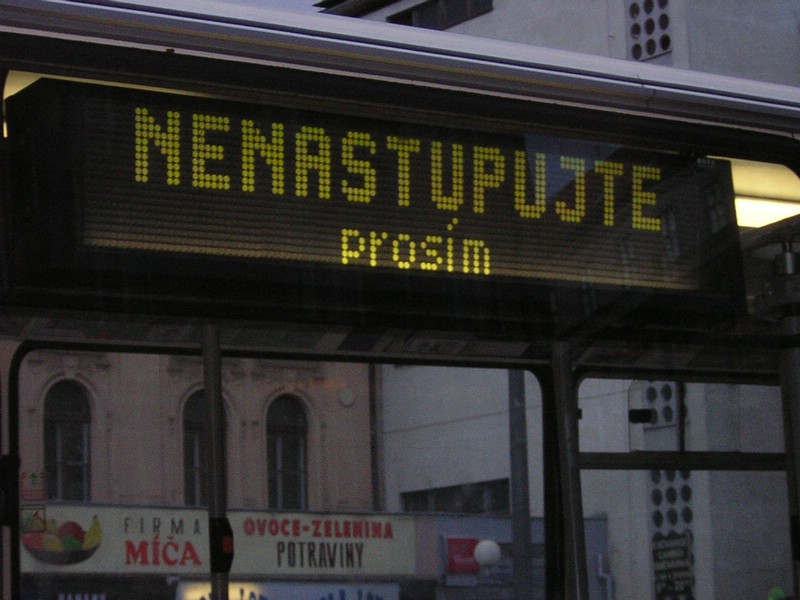 NENASTUPUJTE
prosím
FIRMA
MÍČA
OVOCE-ZELENINA
POTRAVINY